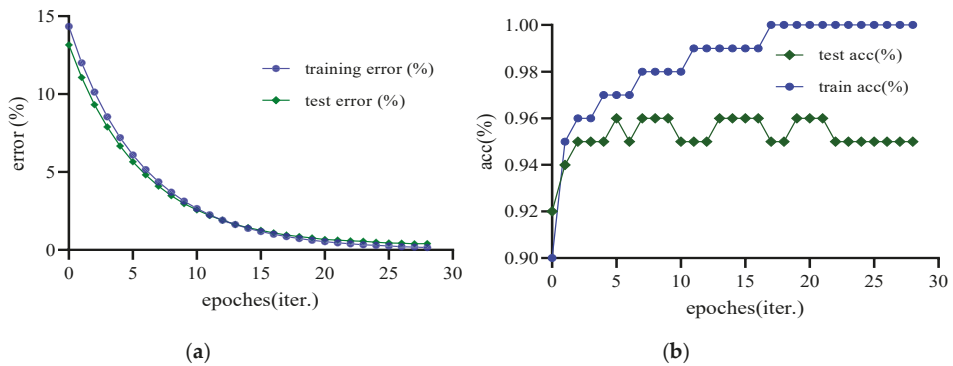 15
10
5
0
error (%)
training error (%)
test error (%)
0 5 10 15 20 25 30
epoches(iter.)
(a)
1.00
0.98
0.96
0.94
0.92
0.90
acc(%)
test acc(%)
train acc(%)
0 5 10 15 20 25 30
epoches(iter.)
(b)